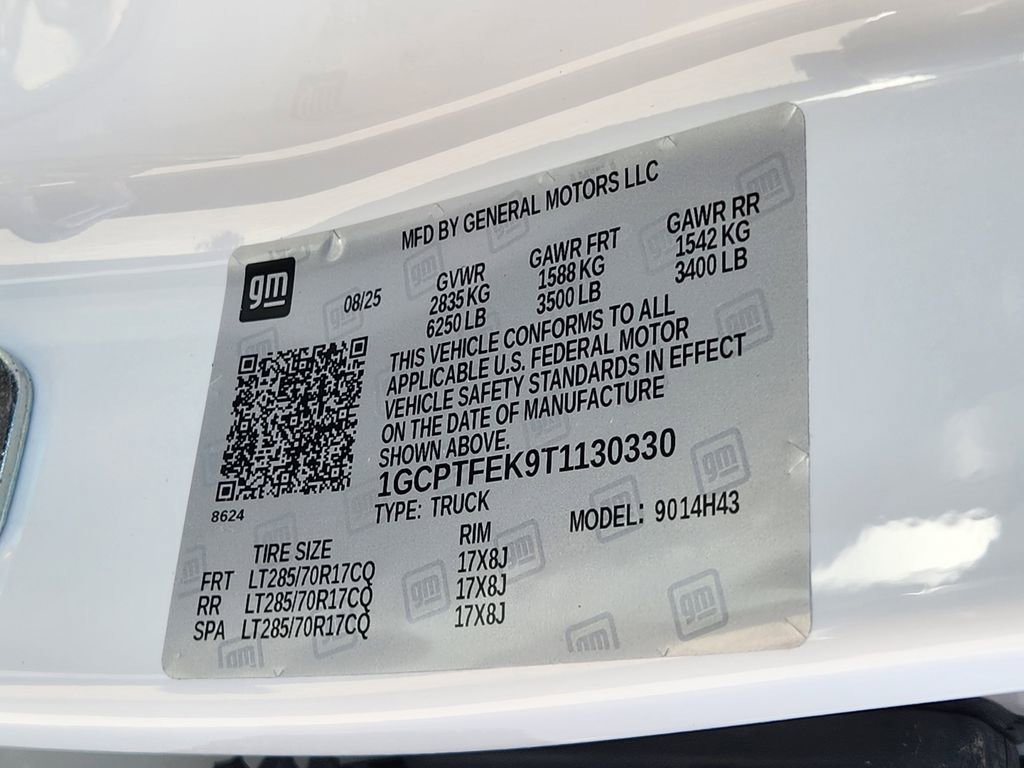 MFD BY GENERAL MOTORS LLC
gm
08/25
GVWR GAWR FRT GAWR RR
2835 KG 1588 KG 1542 KG
6250 LB 3500 LB 3400 LB
THIS VEHICLE CONFORMS TO ALL
APPLICABLE U.S. FEDERAL MOTOR
VEHICLE SAFETY STANDARDS IN EFFECT
ON THE DATE OF MANUFACTURE
SHOWN ABOVE.
1GCPTFEK9T1130330
8624
TYPE: TRUCK MODEL: 9014H43
TIRE SIZE RIM
FRT LT285/70R17CQ 17X8J
RR LT285/70R17CQ 17X8J
SPA LT285/70R17CQ 17X8J